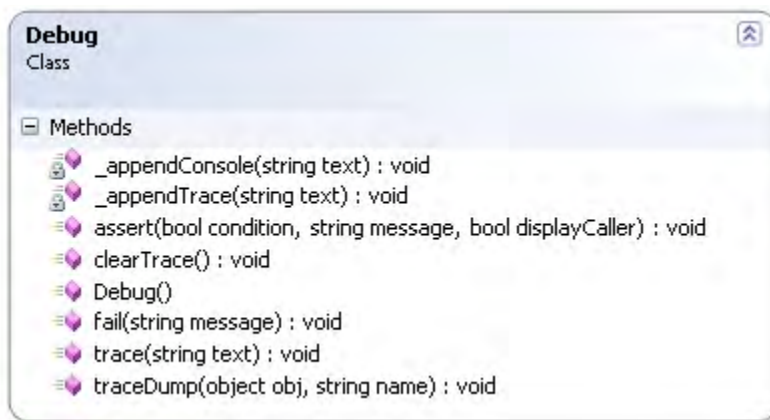 Debug
Class
Methods
_appendConsole(string text) : void
_appendTrace(string text) : void
assert(bool condition, string message, bool displayCaller) : void
clearTrace() : void
Debug()
fail(string message) : void
trace(string text) : void
traceDump(object obj, string name) : void